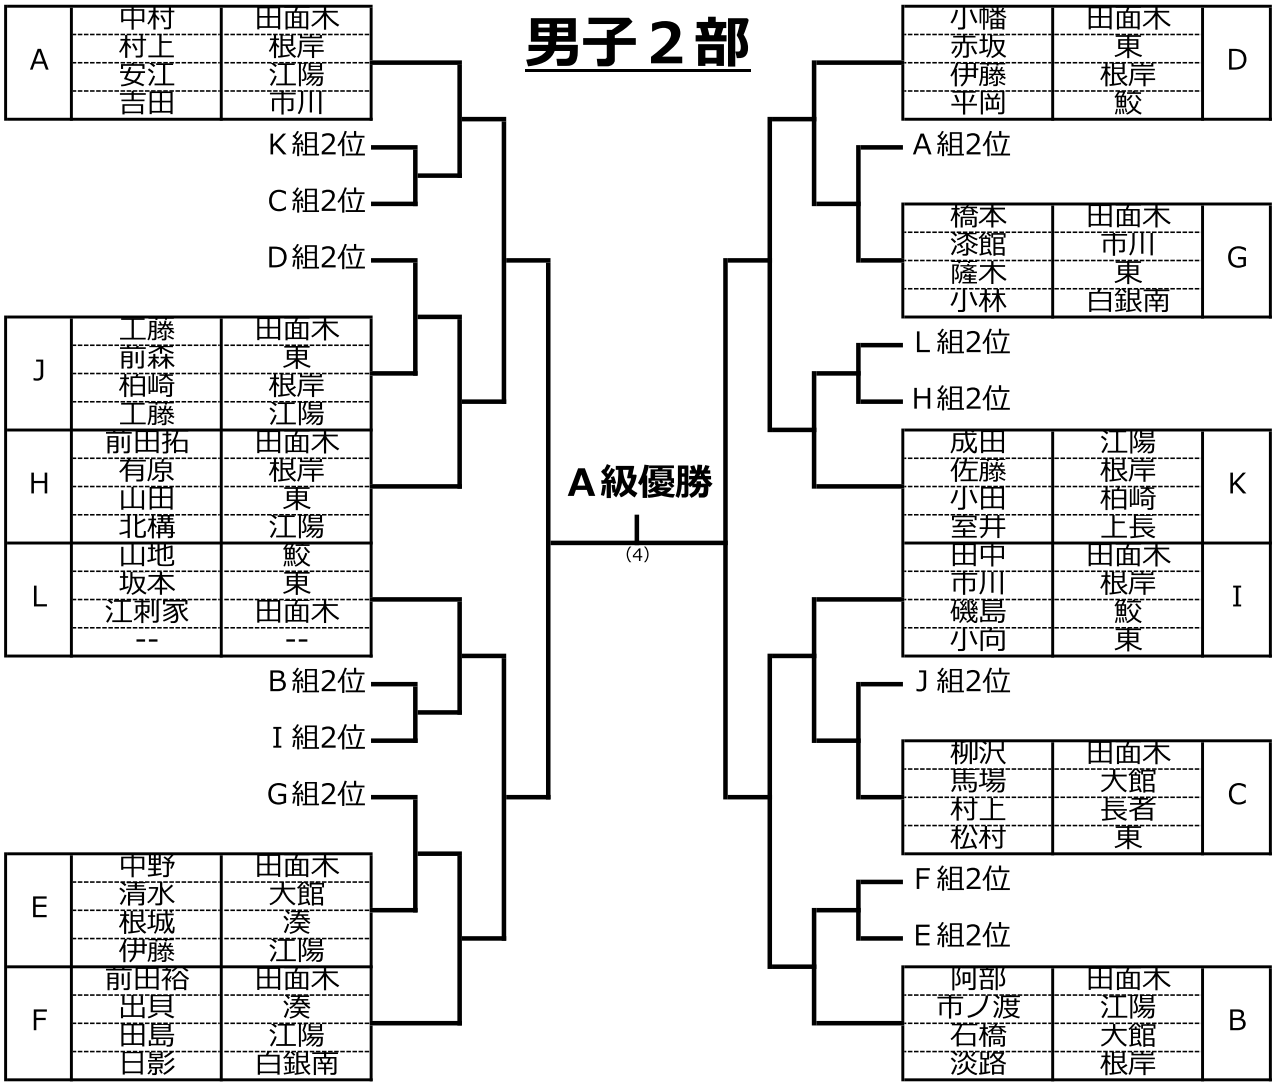 男子２部
A
中村 田面木
村上 根岸
安江 江陽
吉田 市川
K組2位
C組2位
D組2位
J
工藤 田面木
前森 東
柏崎 根岸
工藤 江陽
H
前田拓 田面木
有原 根岸
山田 東
北構 江陽
L
山地 鮫
坂本 東
江刺家 田面木
-- --
B組2位
I組2位
G組2位
E
中野 田面木
清水 大館
根城 湊
伊藤 江陽
F
前田裕 田面木
出貝 湊
田島 江陽
日影 白銀南
A級優勝
(4)
小幡 田面木
赤坂 東
伊藤 根岸
平岡 鮫
D
A組2位
橋本 田面木
漆館 市川
隆木 東
小林 白銀南
G
L組2位
H組2位
成田 江陽
佐藤 根岸
小田 柏崎
室井 上長
K
田中 田面木
市川 根岸
磯島 鮫
小向 東
I
J組2位
柳沢 田面木
馬場 大館
村上 長者
松村 東
C
F組2位
E組2位
阿部 田面木
市ノ渡 江陽
石橋 大館
淡路 根岸
B